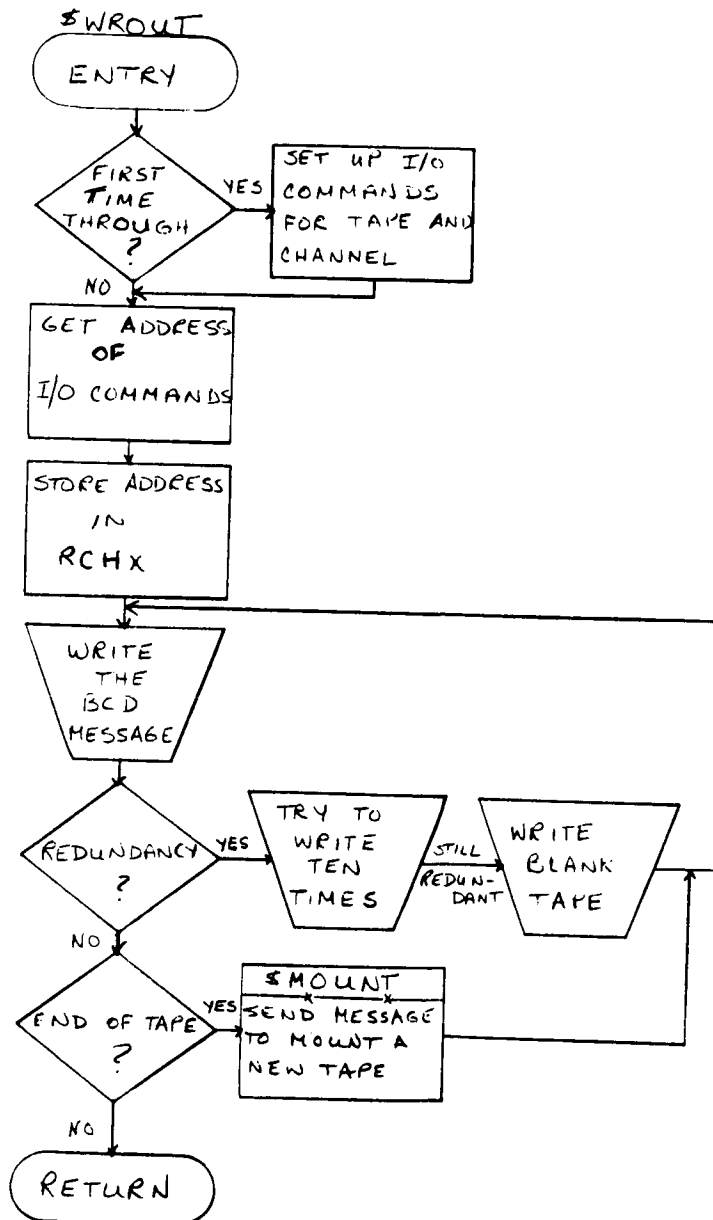 $WROUT
ENTRY
FIRST
TIME
THROUGH
?
YES
SET UP I/O
COMMANDS
FOR TAPE AND
CHANNEL
NO
GET ADDRESS
OF
I/O COMMANDS
STORE ADDRESS
IN
RCHX
WRITE
THE
BCD
MESSAGE
REDUNDANCY
?
YES
TRY TO
WRITE
TEN
TIMES
STILL
REDUN-
DANT
WRITE
BLANK
TAPE
NO
END OF TAPE
?
YES
$MOUNT
SEND MESSAGE
TO MOUNT A
NEW TAPE
NO
RETURN